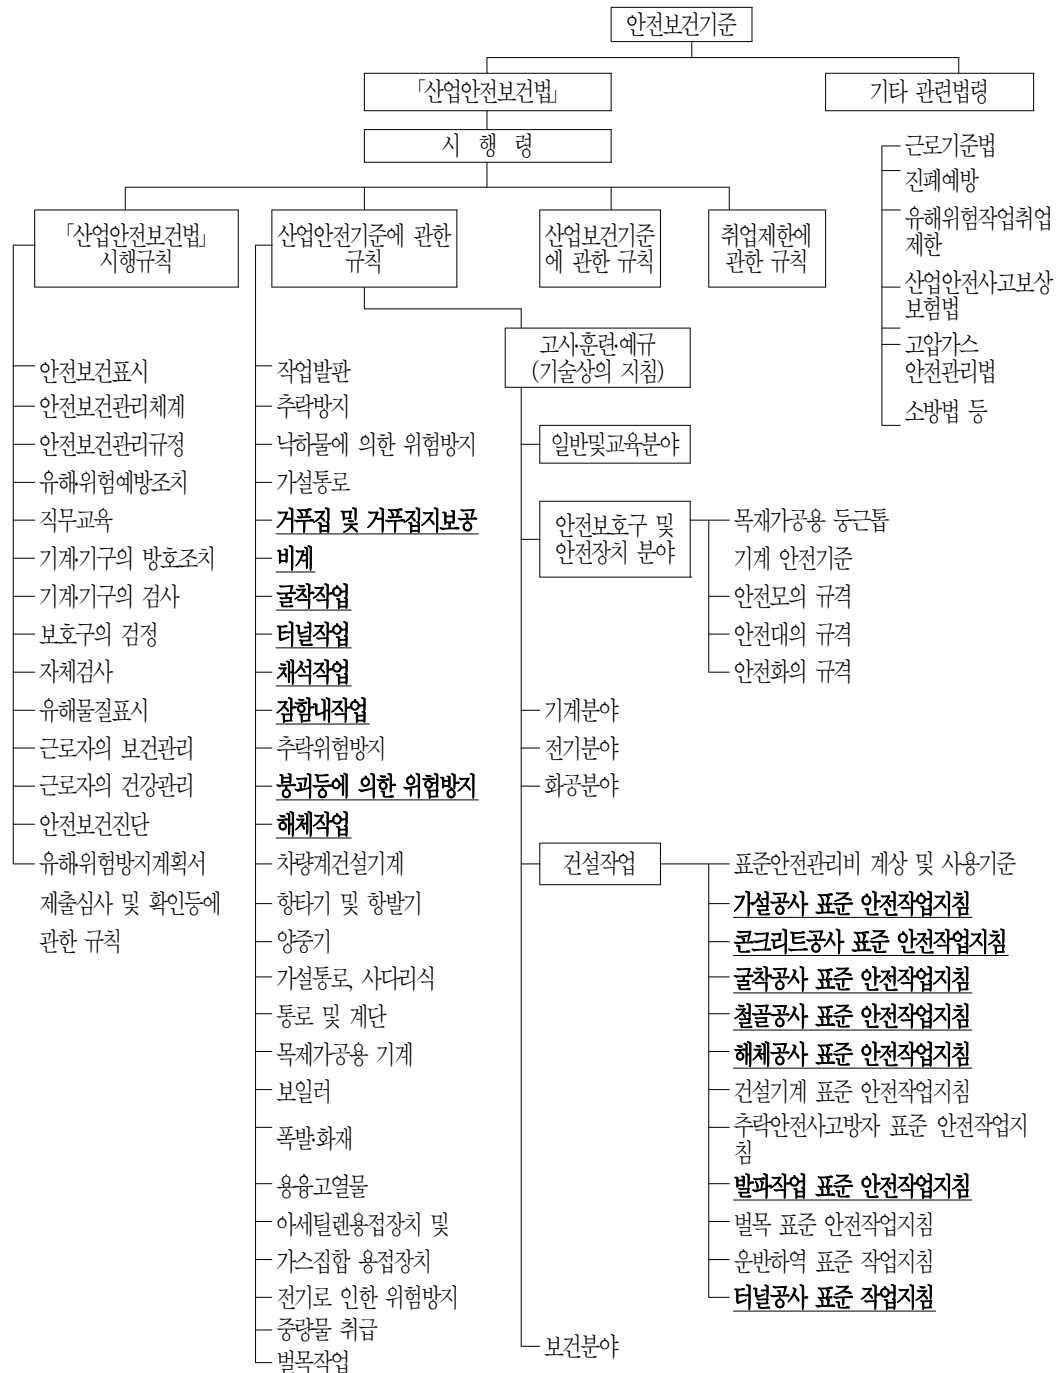 안전보건기준
「산업안전보건법」
기타 관련법령
시 행 령
근로기준법
진폐예방
유해위험작업취업
제한
산업안전사고보상
보험법
고압가스
안전관리법
소방법 등
「산업안전보건법」
시행규칙
산업안전기준에 관한
규칙
산업보건기준
에 관한 규칙
취업제한에
관한 규칙
안전보건표시
안전보건관리체계
안전보건관리규정
유해·위험예방조치
직무교육
기계·기구의 방호조치
기계·기구의 검사
보호구의 검정
자체검사
유해물질표시
근로자의 보건관리
근로자의 건강관리
안전보건진단
유해·위험방지계획서
제출심사 및 확인등에
관한 규칙
작업발판
추락방지
낙하물에 의한 위험방지
가설통로
거푸집 및 거푸집지보공
비계
굴착작업
터널작업
채석작업
잠함내작업
추락위험방지
붕괴등에 의한 위험방지
해체작업
차량계건설기계
항타기 및 항발기
양중기
가설통로, 사다리식
통로 및 계단
목제가공용 기계
보일러
폭발·화재
용융고열물
아세틸렌용접장치 및
가스집합 용접장치
전기로 인한 위험방지
중량물 취급
벌목작업
고시·훈련·예규
(기술상의 지침)
일반및교육분야
안전보호구 및
안전장치 분야
목재가공용 둥근톱
기계 안전기준
안전모의 규격
안전대의 규격
안전화의 규격
기계분야
전기분야
화공분야
건설작업
표준안전관리비 계상 및 사용기준
가설공사 표준 안전작업지침
콘크리트공사 표준 안전작업지침
굴착공사 표준 안전작업지침
철골공사 표준 안전작업지침
해체공사 표준 안전작업지침
건설기계 표준 안전작업지침
추락안전사고방자 표준 안전작업지
침
발파작업 표준 안전작업지침
벌목 표준 안전작업지침
운반하역 표준 작업지침
터널공사 표준 작업지침
보건분야